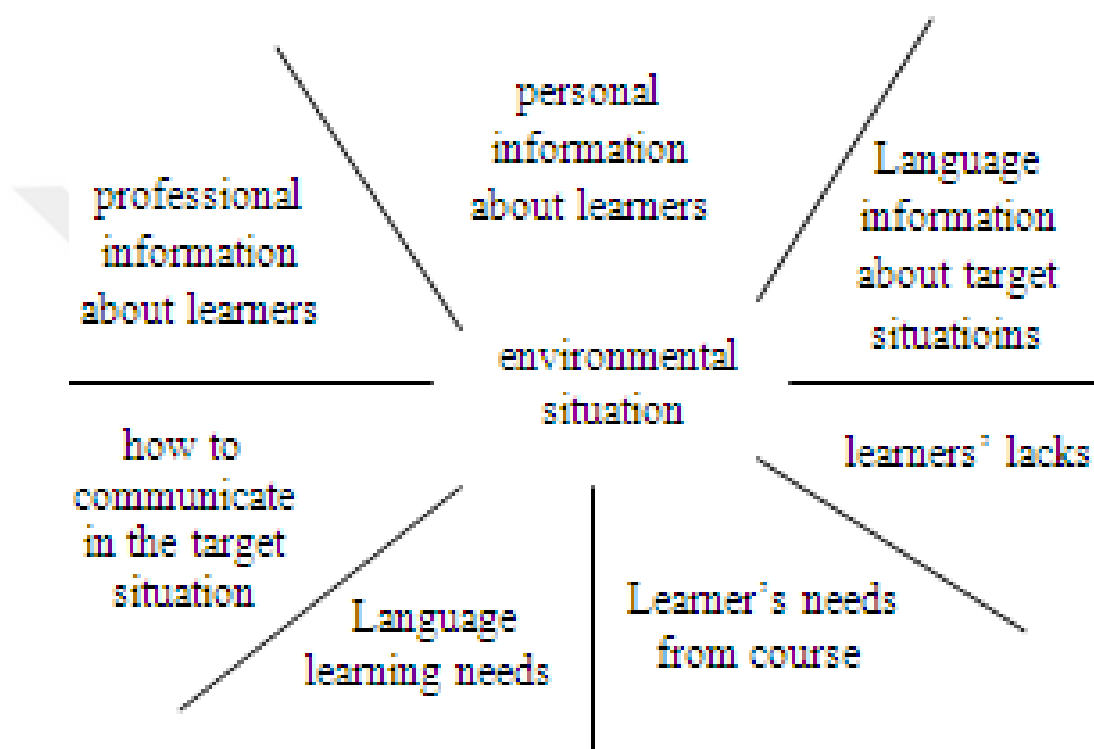 personal
information
about learners
Language
information
about target
situatioins
professional
information
about learners
environmental
situation
learners' lacks
how to
communicate
in the target
situation
Language
learning needs
Learner's needs
from course